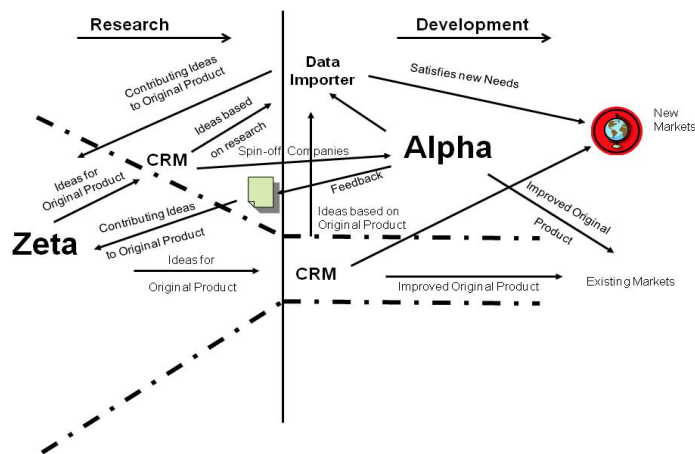 Research
Development
Contributing Ideas
to Original Product
Data
Importer
Satisfies new Needs
New
Markets
Ideas based
on research
CRM
Spin-off Companies
Alpha
Ideas for
Original Product
Feedback
Improved Original
Product
Contributing Ideas
to Original Product
Ideas based on
Original Product
Zeta
Ideas for
Original Product
CRM
Improved Original Product
Existing Markets